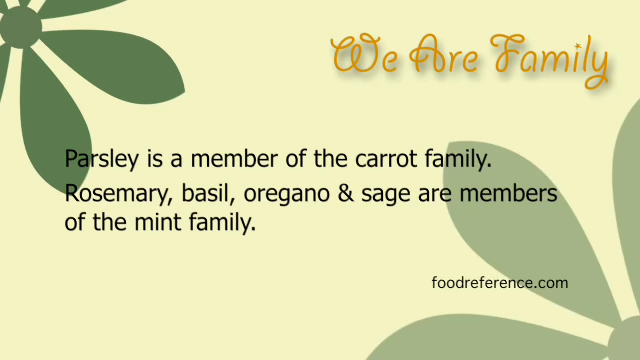 We Are Family
Parsley is a member of the carrot family.
Rosemary, basil, oregano & sage are members
of the mint family.
foodreference.com